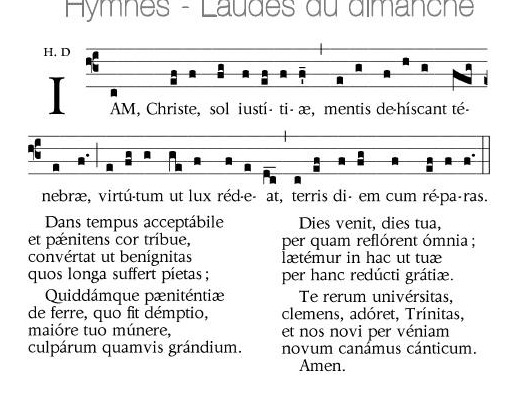 Hymnes - Laudes du dimanche
H. D
IAM, Christe, sol iustí- ti- æ, mentis de-híscant té-
nebræ, virtú-tum ut lux réd-e- at, terris di- em cum ré-pa-ras.
Dans tempus acceptábile
et pǽnitens cor tríbue,
convértat ut benígnitas
quos longa suffert píetas ;
Quiddámque pæniténtiæ
de ferre, quo fit démptio,
maióre tuo múnere,
culpárum quamvis grándium.
Dies venit, dies tua,
per quam reflórent ómnia ;
lætémur in hac ut tuæ
per hanc redúcti grátiæ.
Te rerum univérsitas,
clemens, adóret, Trínitas,
et nos novi per véniam
novum canámus cánticum.
Amen.